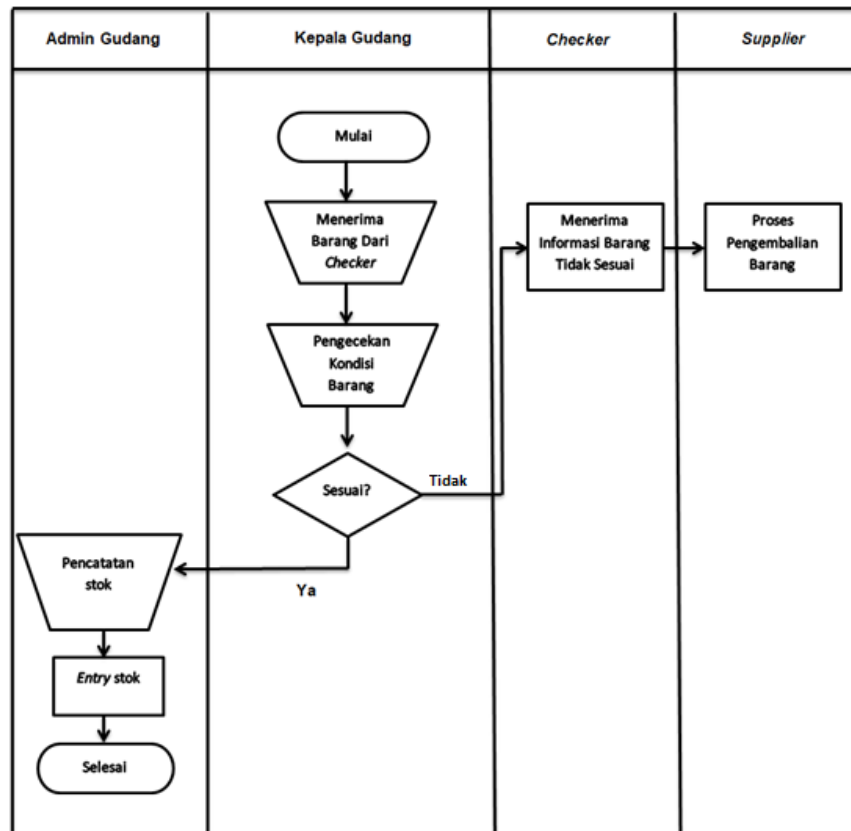 Admin Gudang
Kepala Gudang
Checker
Supplier
Mulai
Menerima
Barang Dari
Checker
Menerima
Informasi Barang
Tidak Sesuai
Proses
Pengembalian
Barang
Pengecekan
Kondisi
Barang
Sesuai?
Tidak
Ya
Pencatatan
stok
Entry stok
Selesai